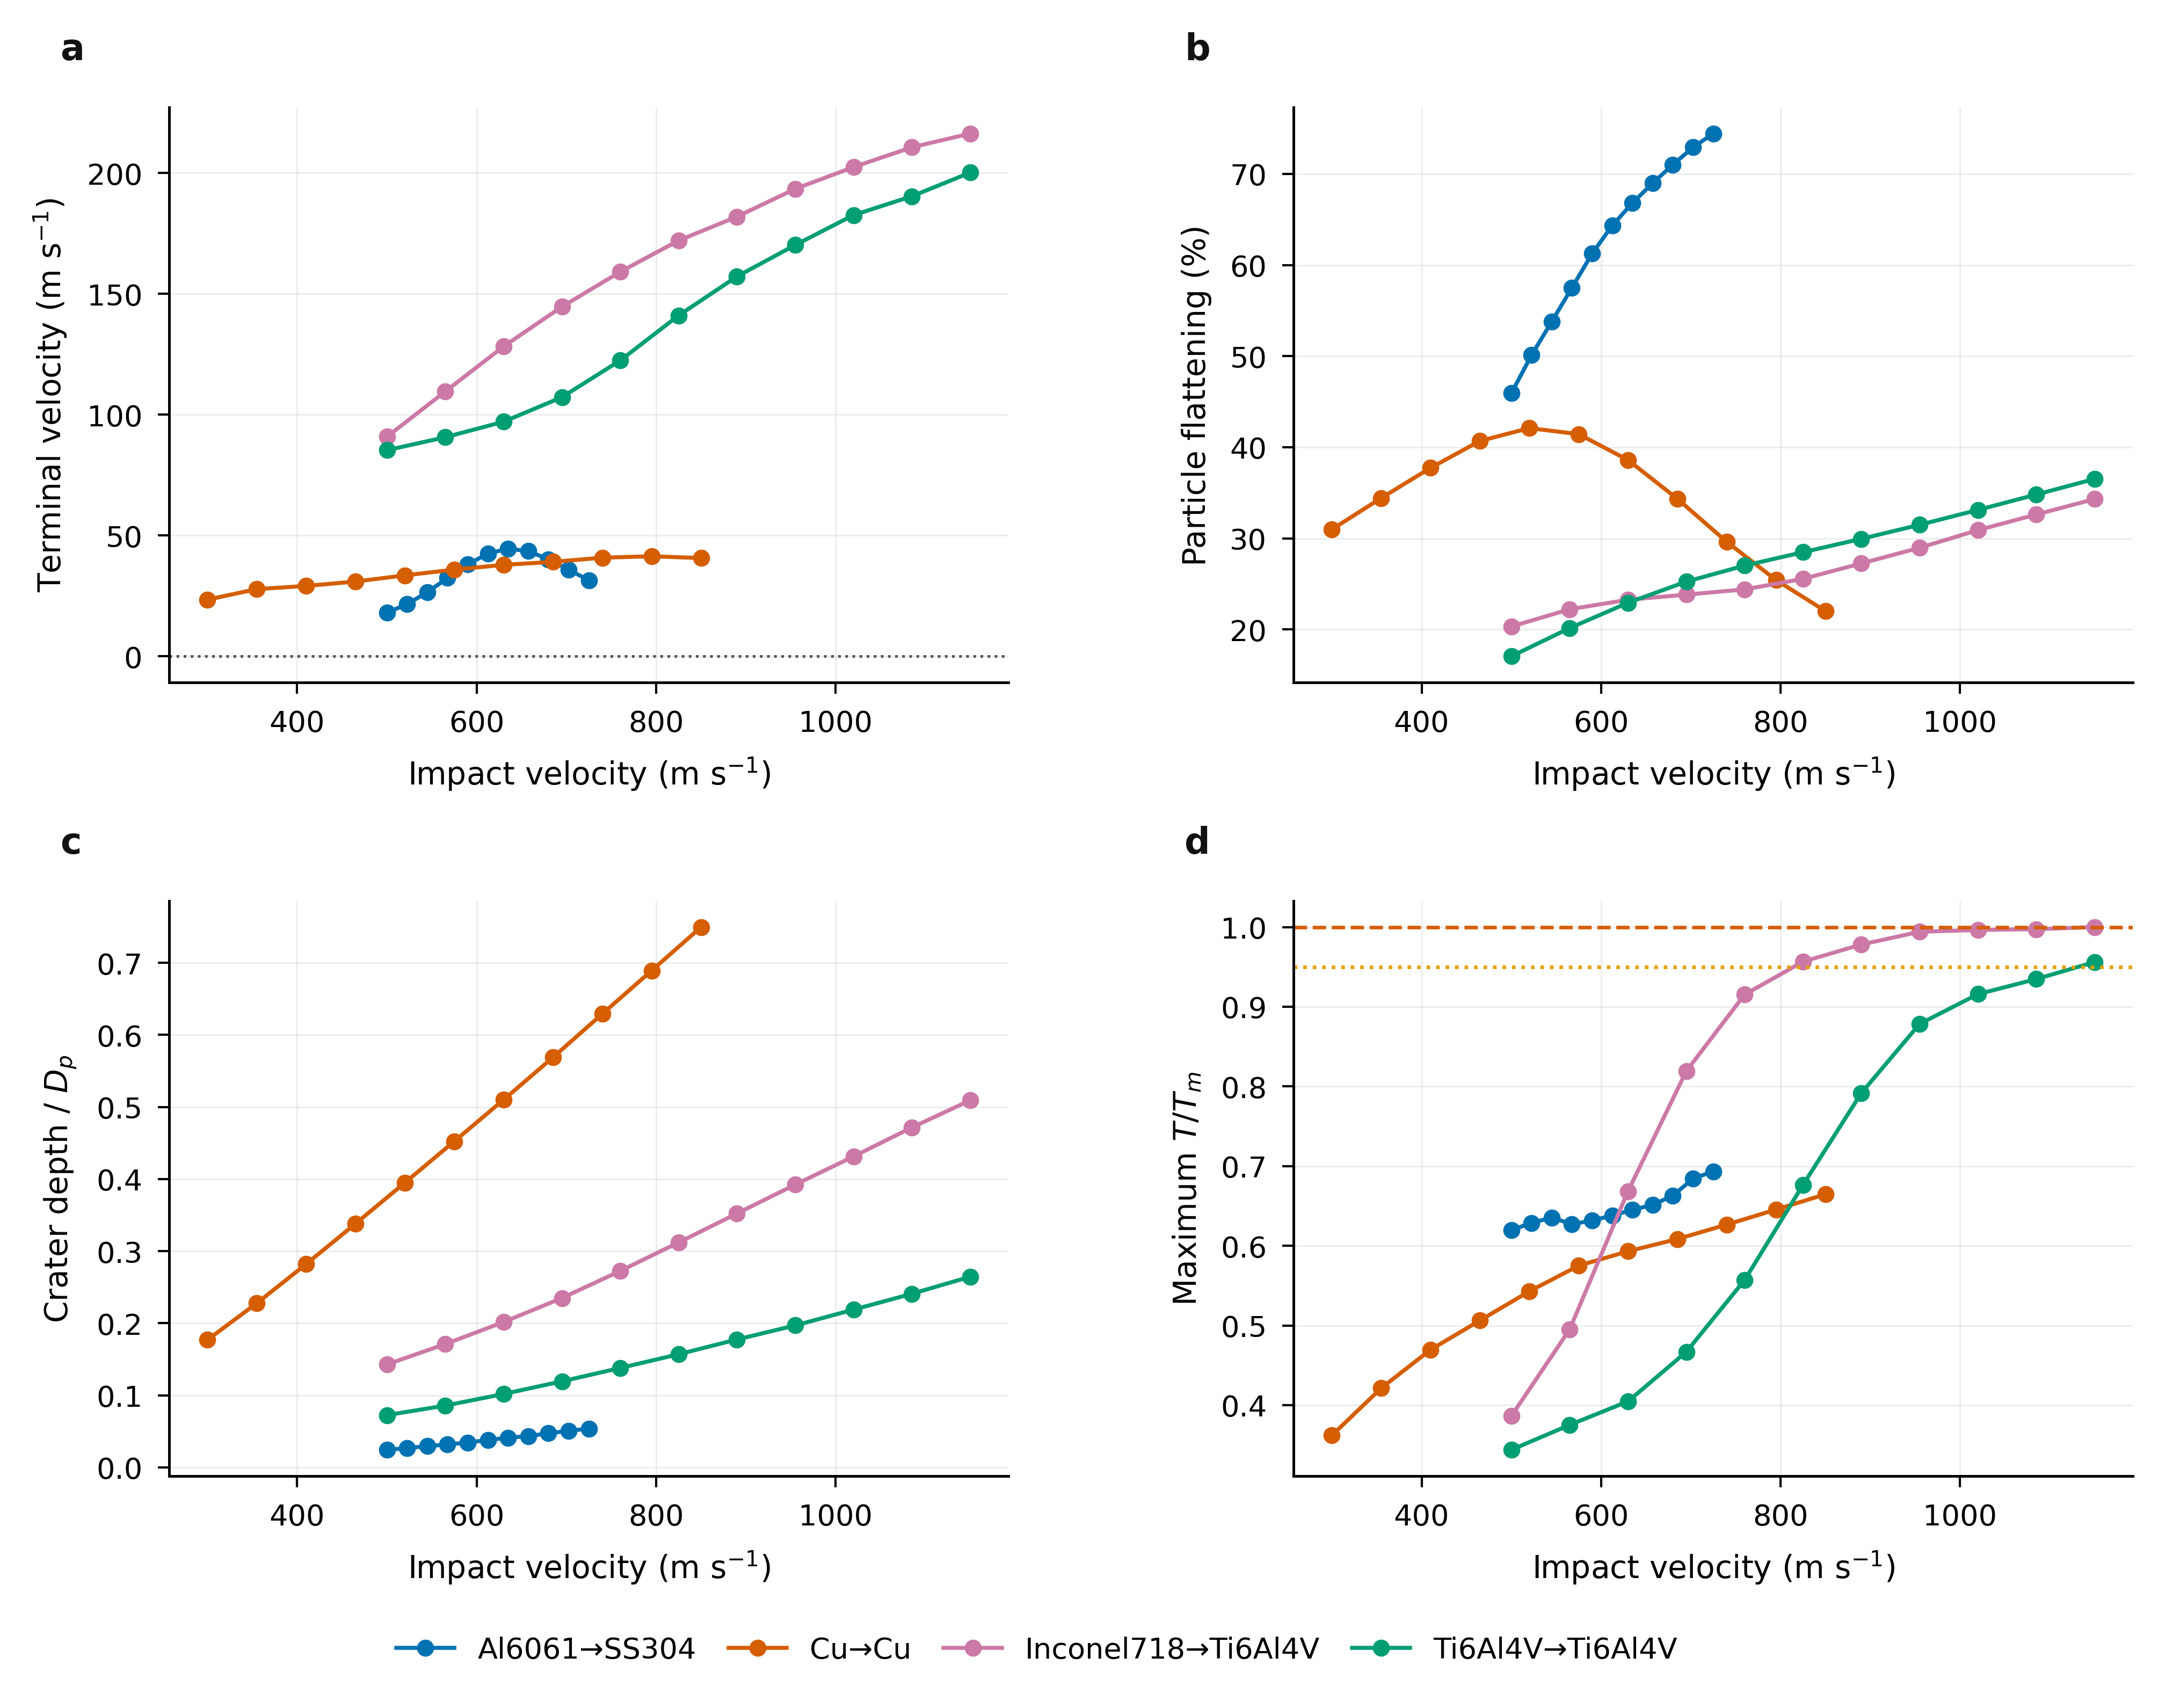 a
Terminal velocity (m s⁻¹)
200
150
100
50
0
400 600 800 1000
Impact velocity (m s⁻¹)
b
Particle flattening (%)
70
60
50
40
30
20
400 600 800 1000
Impact velocity (m s⁻¹)
c
Crater depth / Dₚ
0.7
0.6
0.5
0.4
0.3
0.2
0.1
0.0
400 600 800 1000
Impact velocity (m s⁻¹)
d
Maximum T/Tₘ
1.0
0.9
0.8
0.7
0.6
0.5
0.4
400 600 800 1000
Impact velocity (m s⁻¹)
Al6061→SS304 Cu→Cu Inconel718→Ti6Al4V Ti6Al4V→Ti6Al4V